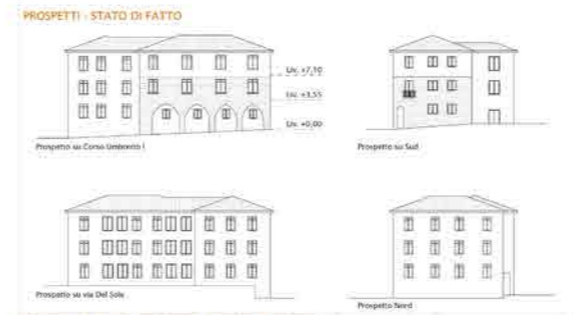 PROSPETTI - STATO DI FATTO
Liv. +7,10
Liv. +3,55
Liv. +0,00
Prospetto su Corso Umberto I
Prospetto su Sud
Prospetto su via Del Sole
Prospetto Nord